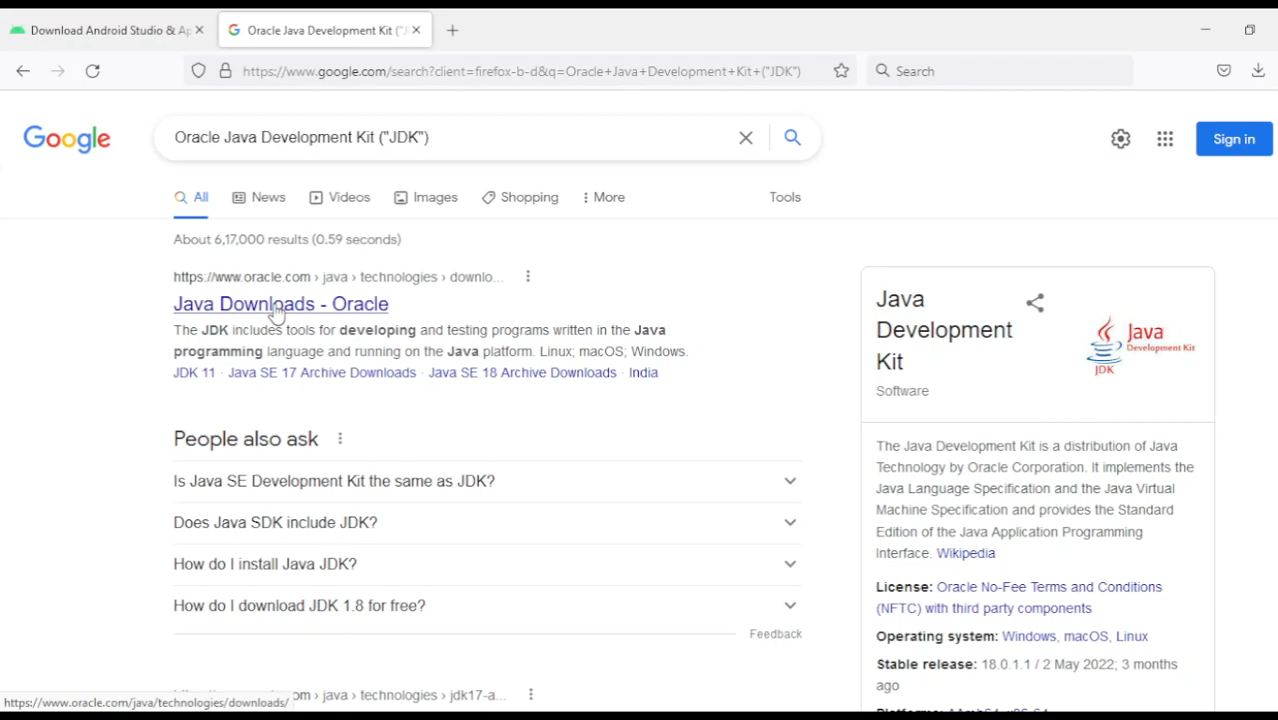 Download Android Studio & Ap
Oracle Java Development Kit ("J
https://www.google.com/search?client=firefox-b-d&q=Oracle+Java+Development+Kit+("JDK")
Search
Google
Oracle Java Development Kit ("JDK")
Sign in
All
News
Videos
Images
Shopping
More
Tools
About 6,17,000 results (0.59 seconds)
https://www.oracle.com › java › technologies › downlo...
Java Downloads - Oracle
The JDK includes tools for developing and testing programs written in the Java
programming language and running on the Java platform. Linux; macOS; Windows.
JDK 11 · Java SE 17 Archive Downloads · Java SE 18 Archive Downloads · India
People also ask
Is Java SE Development Kit the same as JDK?
Does Java SDK include JDK?
How do I install Java JDK?
How do I download JDK 1.8 for free?
Feedback
om › java › technologies › jdk17-a...
https://www.oracle.com/java/technologies/downloads/
Java
Development
Kit
Software
Java
Development Kit
JDK
The Java Development Kit is a distribution of Java
Technology by Oracle Corporation. It implements the
Java Language Specification and the Java Virtual
Machine Specification and provides the Standard
Edition of the Java Application Programming
Interface. Wikipedia
License: Oracle No-Fee Terms and Conditions
(NFTC) with third party components
Operating system: Windows, macOS, Linux
Stable release: 18.0.1.1 / 2 May 2022; 3 months
ago